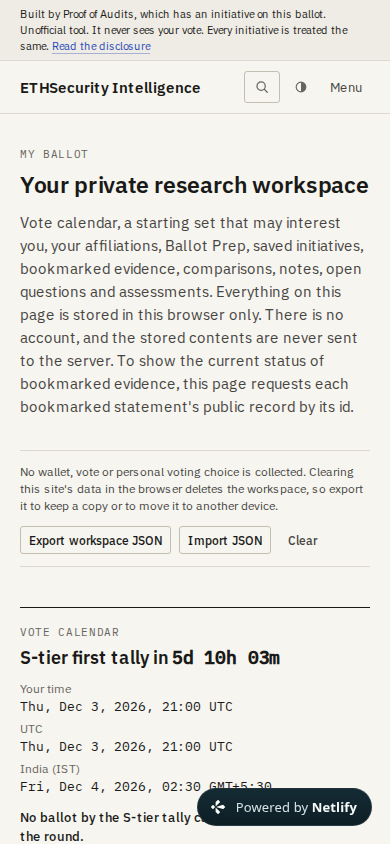 Built by Proof of Audits, which has an initiative on this ballot.
Unofficial tool. It never sees your vote. Every initiative is treated the
same. Read the disclosure
ETHSecurity Intelligence
Menu
MY BALLOT
Your private research workspace
Vote calendar, a starting set that may interest
you, your affiliations, Ballot Prep, saved initiatives,
bookmarked evidence, comparisons, notes, open
questions and assessments. Everything on this
page is stored in this browser only. There is no
account, and the stored contents are never sent
to the server. To show the current status of
bookmarked evidence, this page requests each
bookmarked statement's public record by its id.
No wallet, vote or personal voting choice is collected. Clearing
this site's data in the browser deletes the workspace, so export
it to keep a copy or to move it to another device.
Export workspace JSON
Import JSON
Clear
VOTE CALENDAR
S-tier first tally in 5d 10h 03m
Your time
Thu, Dec 3, 2026, 21:00 UTC
UTC
Thu, Dec 3, 2026, 21:00 UTC
India (IST)
Fri, Dec 4, 2026, 02:30 GMT+5:30
No ballot by the S-tier tally
the round.
Powered by Netlify